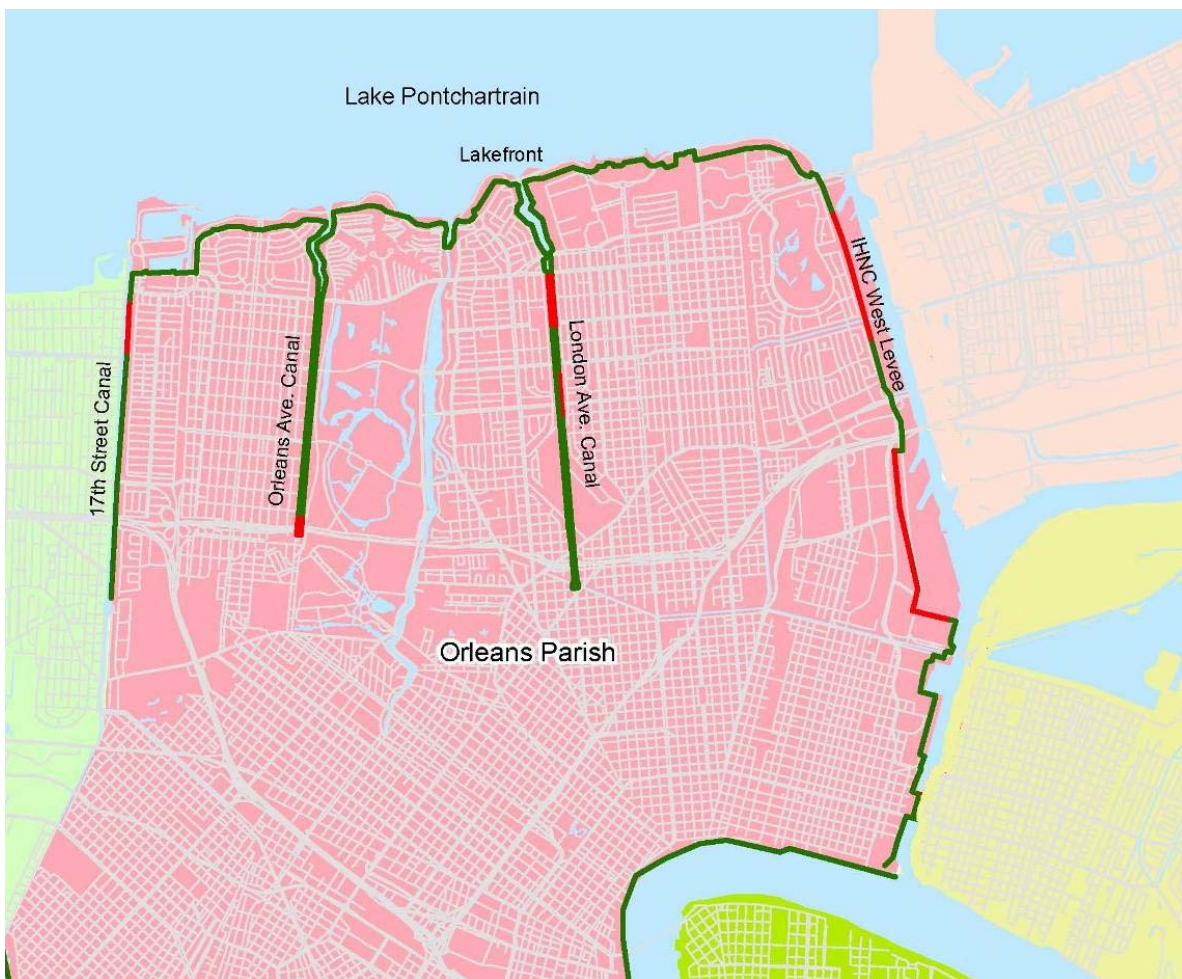 Lake Pontchartrain
Lakefront
17th Street Canal
Orleans Ave. Canal
London Ave. Canal
IHNC West Levee
Orleans Parish